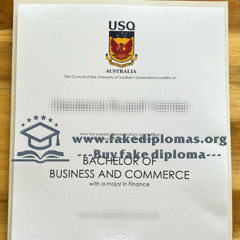 USQ
AUSTRALIA
The Council of the University of Southern Queensland confers on
www.fakediplomas.org
---Buy fake diploma---
BACHELOR OF
BUSINESS AND COMMERCE
with a major in Finance